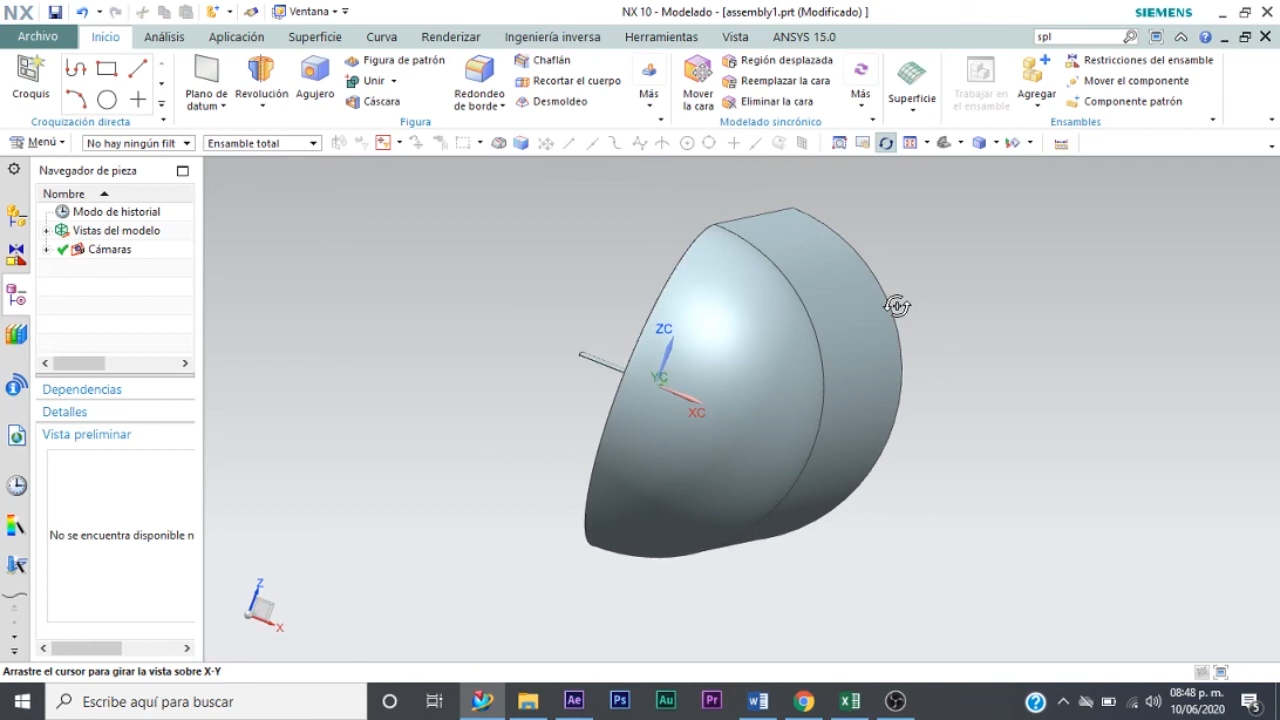 NX
Ventana
NX 10 - Modelado - [assembly1.prt (Modificado) ]
SIEMENS
Archivo
Inicio
Análisis
Aplicación
Superficie
Curva
Renderizar
Ingeniería inversa
Herramientas
Vista
ANSYS 15.0
spl
Croquis
Croquización directa
Plano de datum
Revolución
Agujero
Figura de patrón
Unir
Cáscara
Redondeo de borde
Chaflán
Recortar el cuerpo
Desmoldeo
Más
Figura
Mover la cara
Región desplazada
Reemplazar la cara
Eliminar la cara
Más
Modelado sincrónico
Superficie
Trabajar en el ensamble
Agregar
Restricciones del ensamble
Mover el componente
Componente patrón
Ensambles
Menú
No hay ningún filt
Ensamble total
Navegador de pieza
Nombre
Modo de historial
Vistas del modelo
Cámaras
Dependencias
Detalles
Vista preliminar
No se encuentra disponible n
ZC
YC
XC
Z
X
Arrastre el cursor para girar la vista sobre X-Y
Escribe aquí para buscar
Ae
Ps
Au
Pr
08:48 p. m.
10/06/2020
5